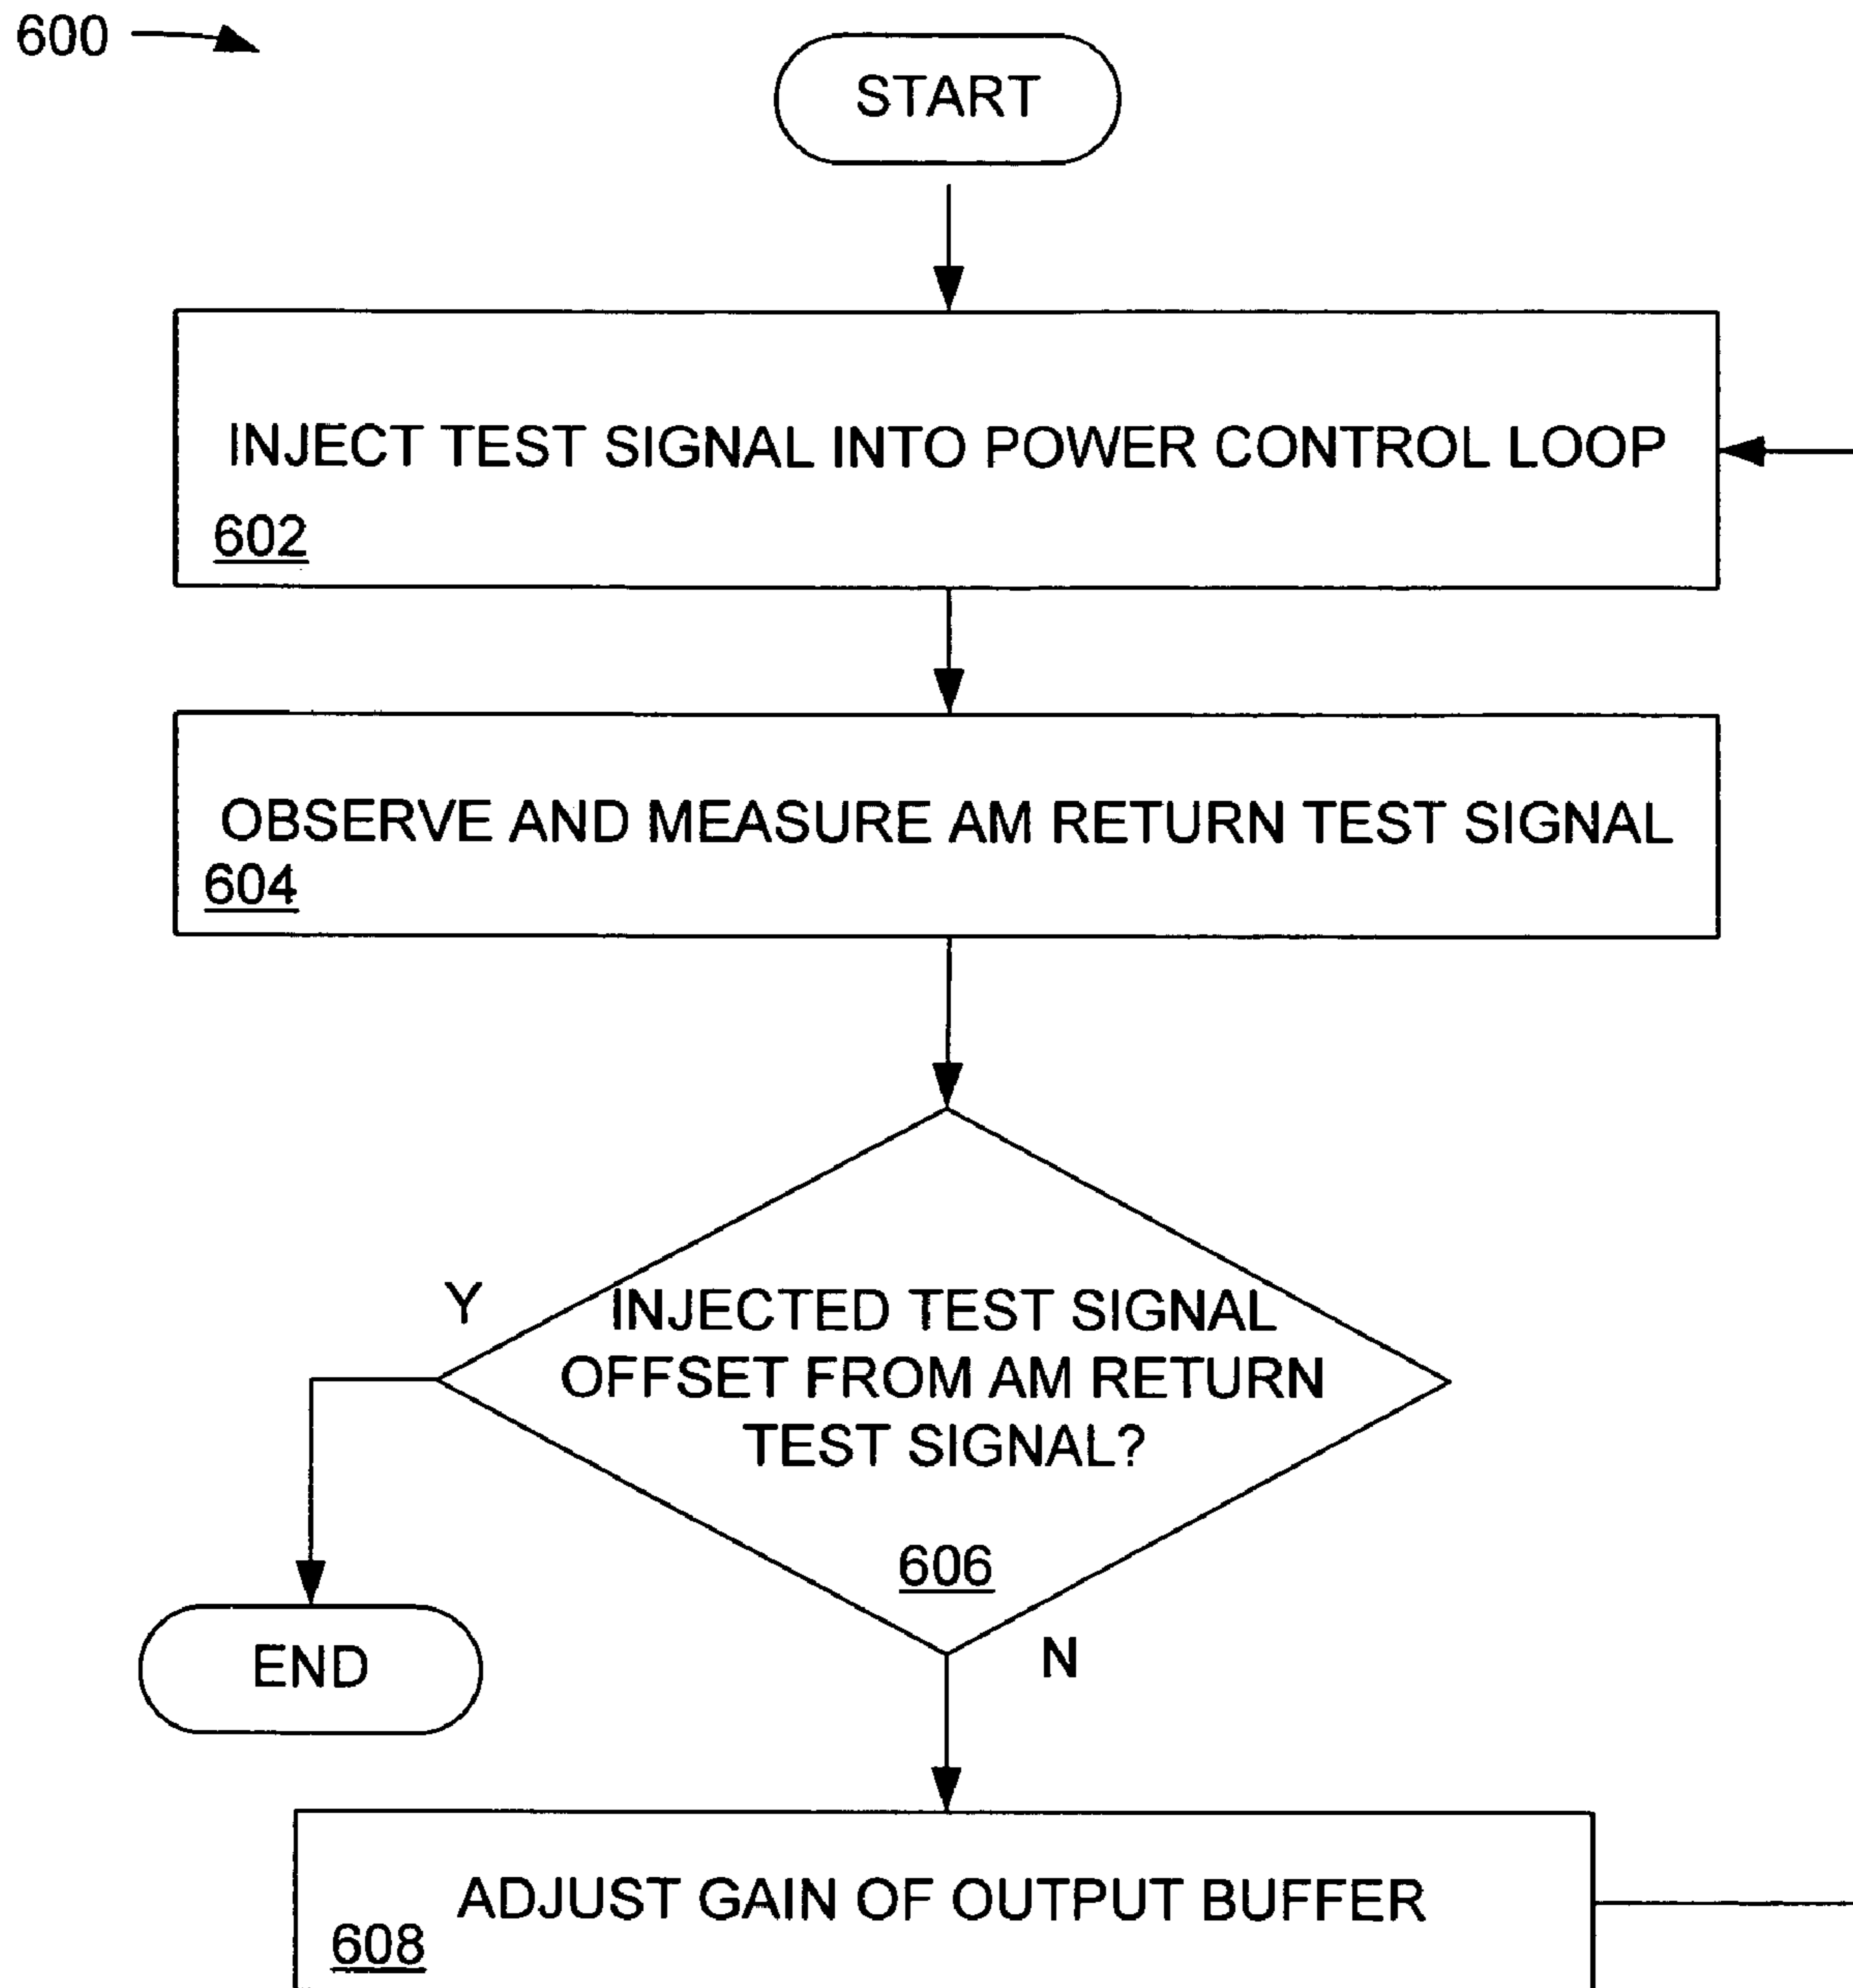 600
START
INJECT TEST SIGNAL INTO POWER CONTROL LOOP
602
OBSERVE AND MEASURE AM RETURN TEST SIGNAL
604
Y
INJECTED TEST SIGNAL
OFFSET FROM AM RETURN
TEST SIGNAL?
606
N
END
ADJUST GAIN OF OUTPUT BUFFER
608